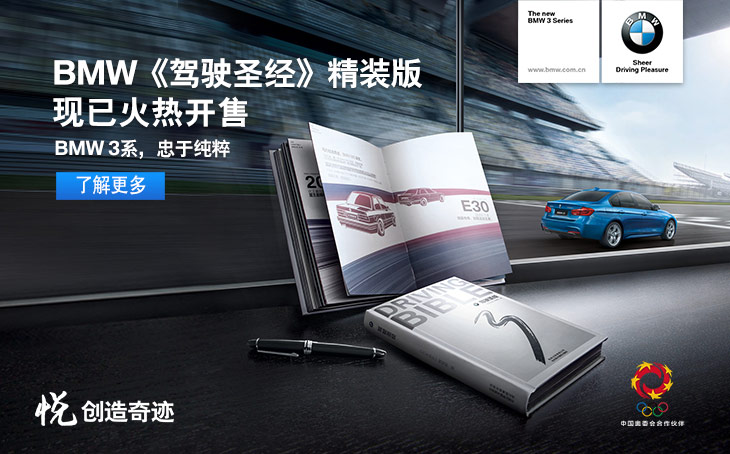 The new
BMW 3 Series
www.bmw.com.cn
BMW
Sheer
Driving Pleasure
BMW《驾驶圣经》精装版
现已火热开售
BMW 3系，忠于纯粹
了解更多
20
E30
DRIVING
BIBLE
3
悦 创造奇迹
中国奥委会合作伙伴